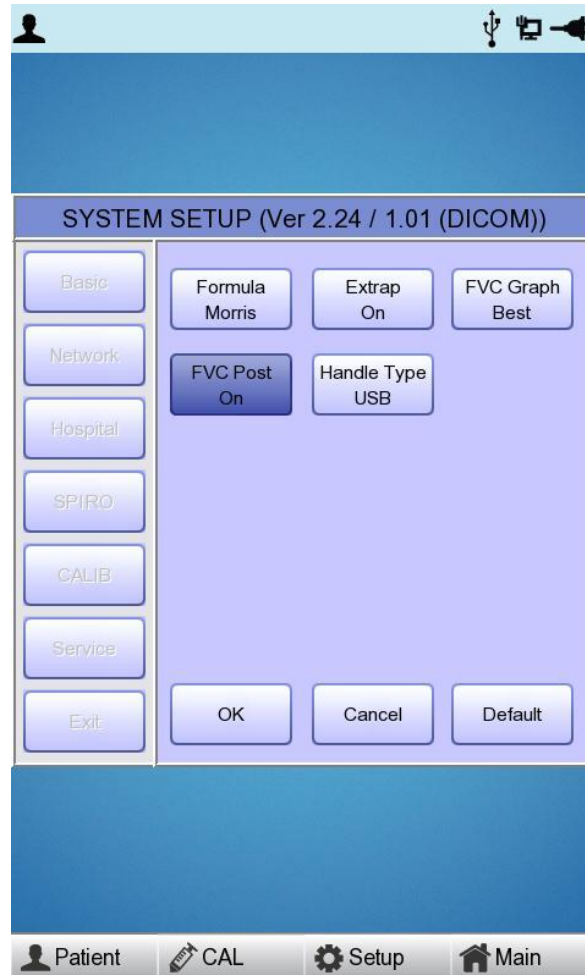 SYSTEM SETUP (Ver 2.24 / 1.01 (DICOM))
Basic
Network
Hospital
SPIRO
CALIB
Service
Exit
Formula
Morris
Extrap
On
FVC Graph
Best
FVC Post
On
Handle Type
USB
OK
Cancel
Default
Patient
CAL
Setup
Main